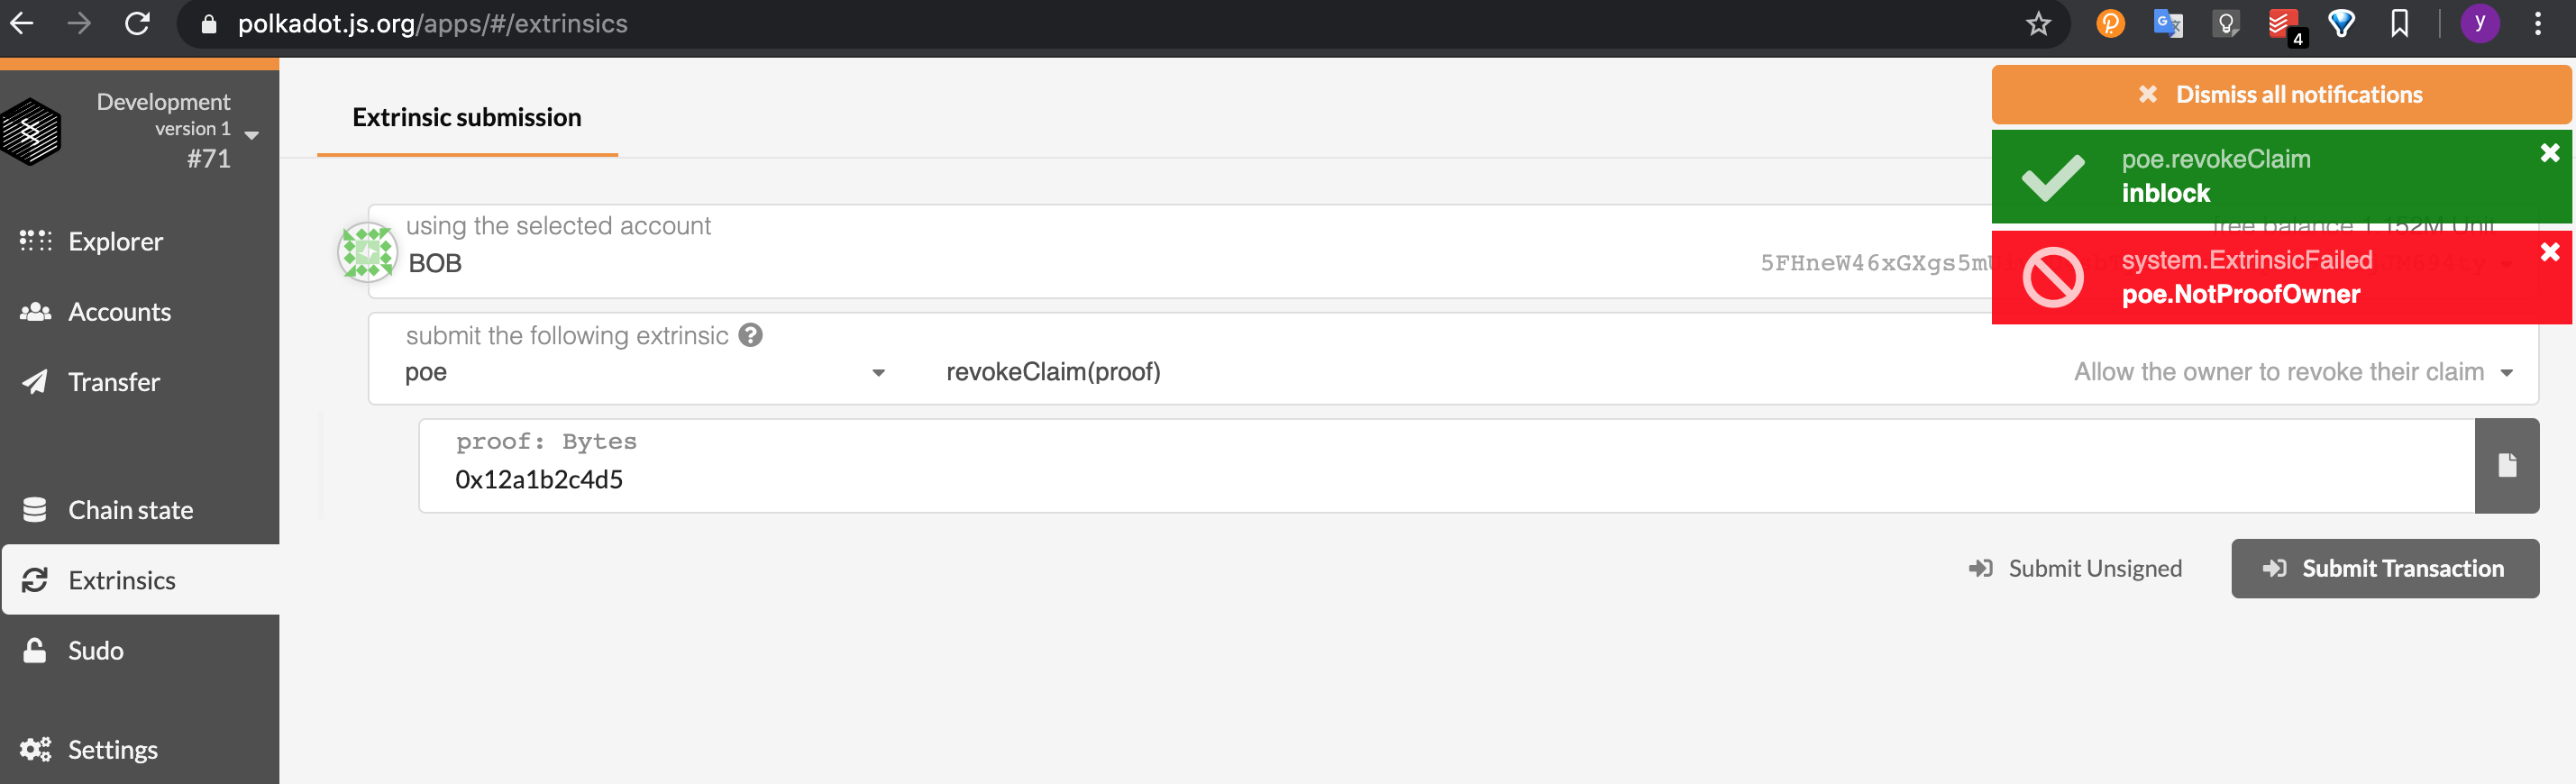 polkadot.js.org/apps/#/extrinsics
4
y
Development
version 1
#71
Explorer
Accounts
Transfer
Chain state
Extrinsics
Sudo
Settings
Extrinsic submission
Dismiss all notifications
poe.revokeClaim
inblock
system.ExtrinsicFailed
poe.NotProofOwner
using the selected account
free balance 1.152M Unit
BOB
5FHneW46xGXgs5m
submit the following extrinsic
poe
revokeClaim(proof)
Allow the owner to revoke their claim
proof: Bytes
0x12a1b2c4d5
Submit Unsigned
Submit Transaction